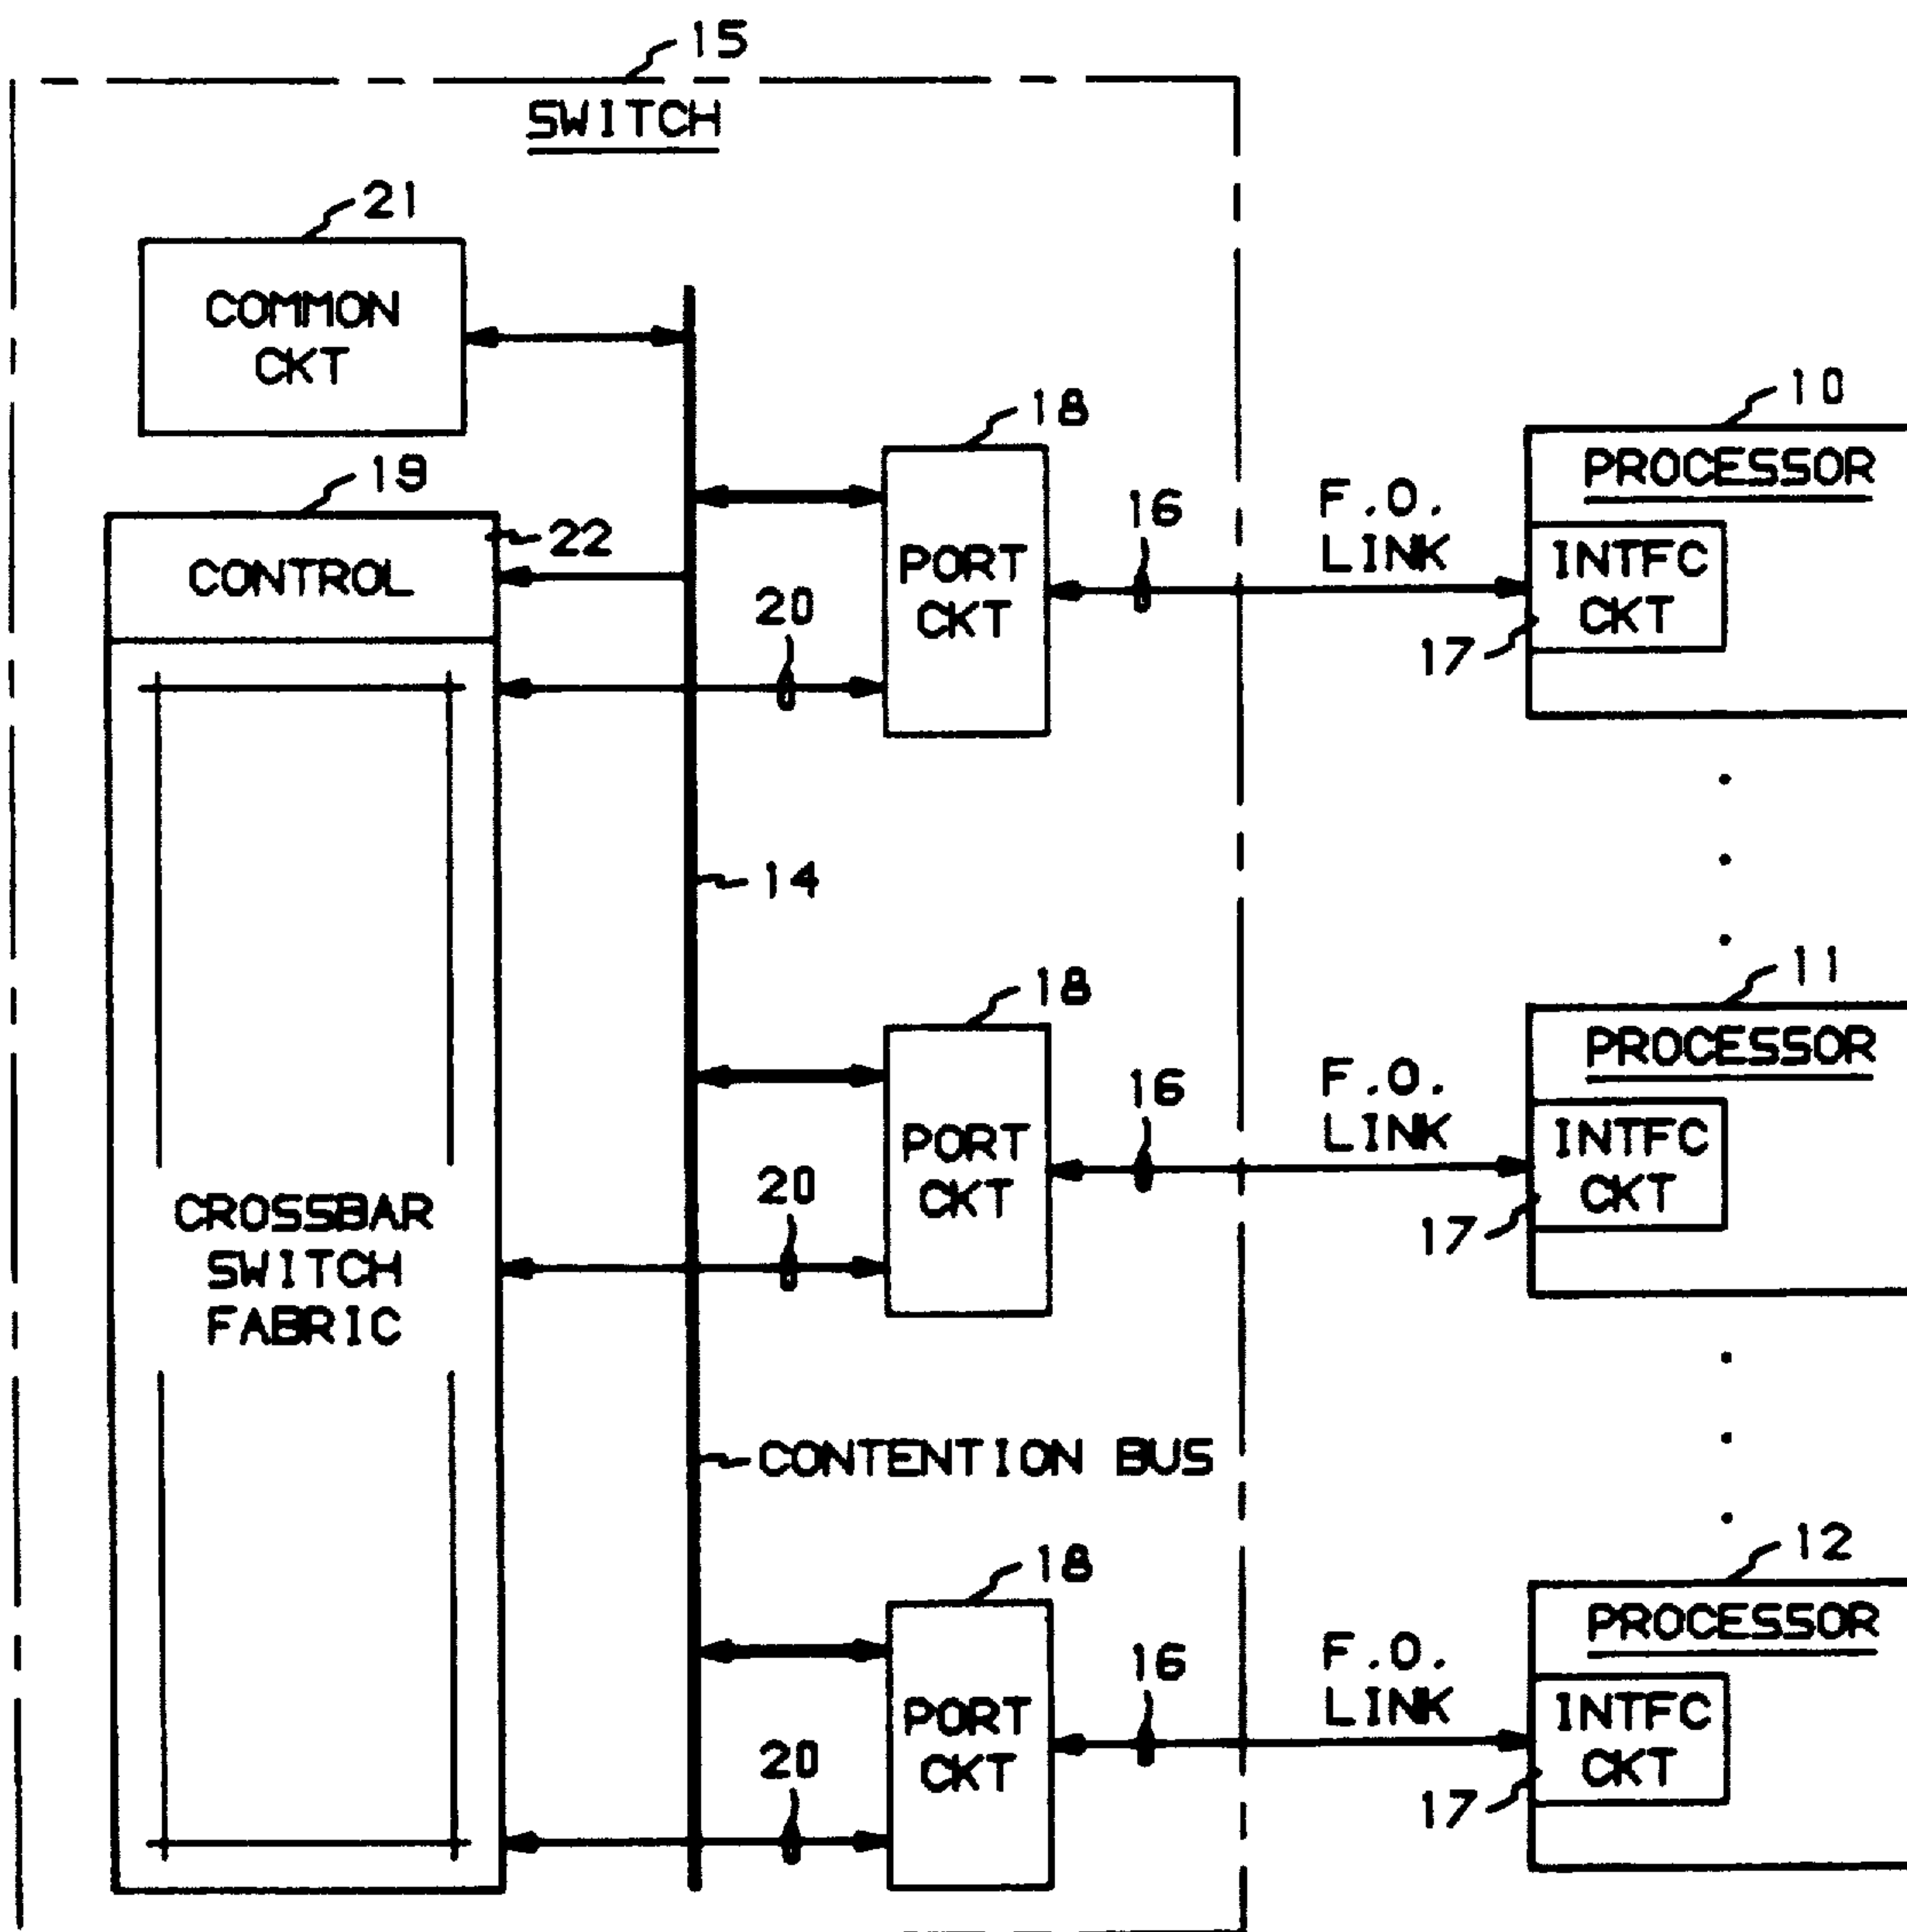 15
SWITCH
21
COMMON
CKT
18
10
PROCESSOR
19
22
CONTROL
PORT
CKT
16
F.O.
LINK
INTFC
CKT
17
20
14
18
11
PROCESSOR
PORT
CKT
16
F.O.
LINK
INTFC
CKT
17
20
CROSSBAR
SWITCH
FABRIC
CONTENTION BUS
18
12
PROCESSOR
PORT
CKT
16
F.O.
LINK
INTFC
CKT
17
20